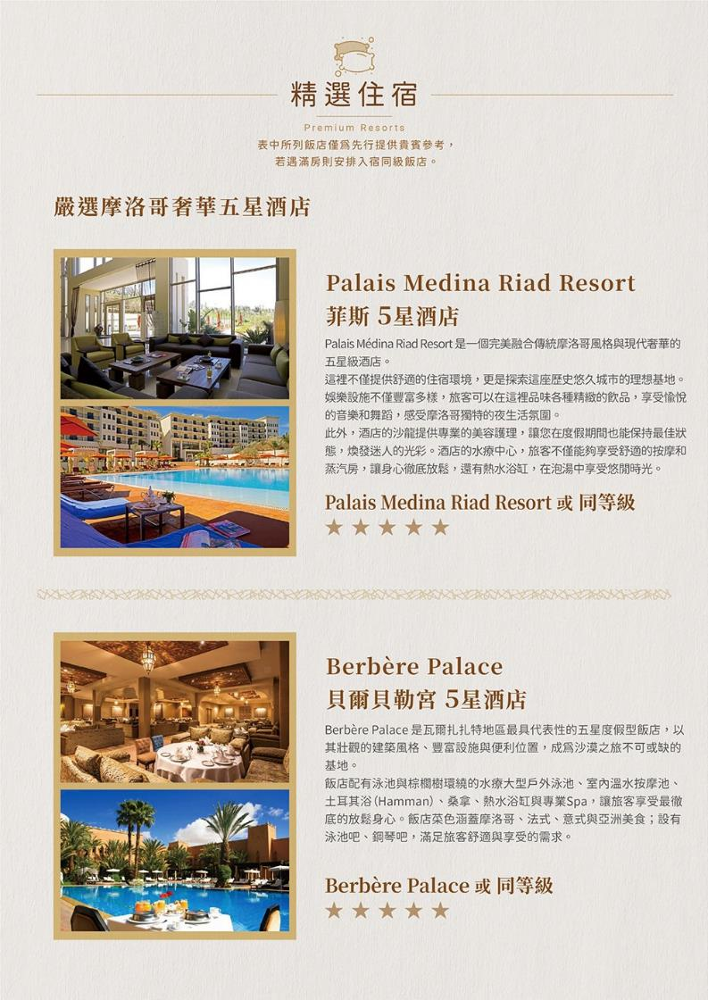 精選住宿
Premium Resorts
表中所列飯店僅爲先行提供貴賓參考，
若遇滿房則安排入宿同級飯店。
嚴選摩洛哥奢華五星酒店
Palais Medina Riad Resort
菲斯 5星酒店
Palais Médina Riad Resort 是一個完美融合傳統摩洛哥風格與現代奢華的
五星級酒店。
這裡不僅提供舒適的住宿環境，更是探索這座歷史悠久城市的理想基地。
娛樂設施不僅豐富多樣，旅客可以在這裡品味各種精緻的飲品，享受愉悅
的音樂和舞蹈，感受摩洛哥獨特的夜生活氛圍。
此外，酒店的沙龍提供專業的美容護理，讓您在度假期間也能保持最佳狀
態，煥發迷人的光彩。酒店的水療中心，旅客不僅能夠享受舒適的按摩和
蒸汽房，讓身心徹底放鬆，還有熱水浴缸，在泡湯中享受悠閒時光。
Palais Medina Riad Resort 或 同等級
Berbère Palace
貝爾貝勒宮 5星酒店
Berbère Palace 是瓦爾扎扎特地區最具代表性的五星度假型飯店，以
其壯觀的建築風格、豐富設施與便利位置，成爲沙漠之旅不可或缺的
基地。
飯店配有泳池與棕櫚樹環繞的水療大型戶外泳池、室內溫水按摩池、
土耳其浴（Hamman）、桑拿、熱水浴缸與專業Spa，讓旅客享受最徹
底的放鬆身心。飯店菜色涵蓋摩洛哥、法式、意式與亞洲美食；設有
泳池吧、鋼琴吧，滿足旅客舒適與享受的需求。
Berbère Palace 或 同等級